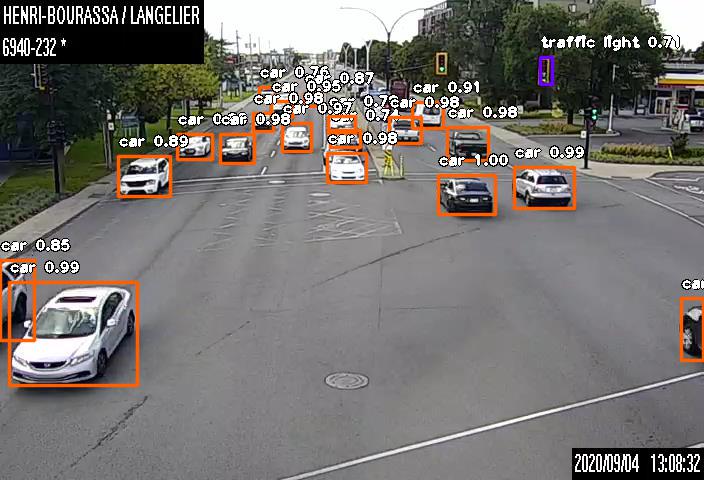 HENRI-BOURASSA / LANGELIER
6940-232 *
traffic light 0.71
car 0.76
car 0.87
car 0.95
car 0.91
car 0.98
car 0.97
car 0.98
car 0.98
car 0.98
car 0.98
car 0.89
car 1.00
car 0.99
car 0.85
car 0.99
2020/09/04 13:08:32